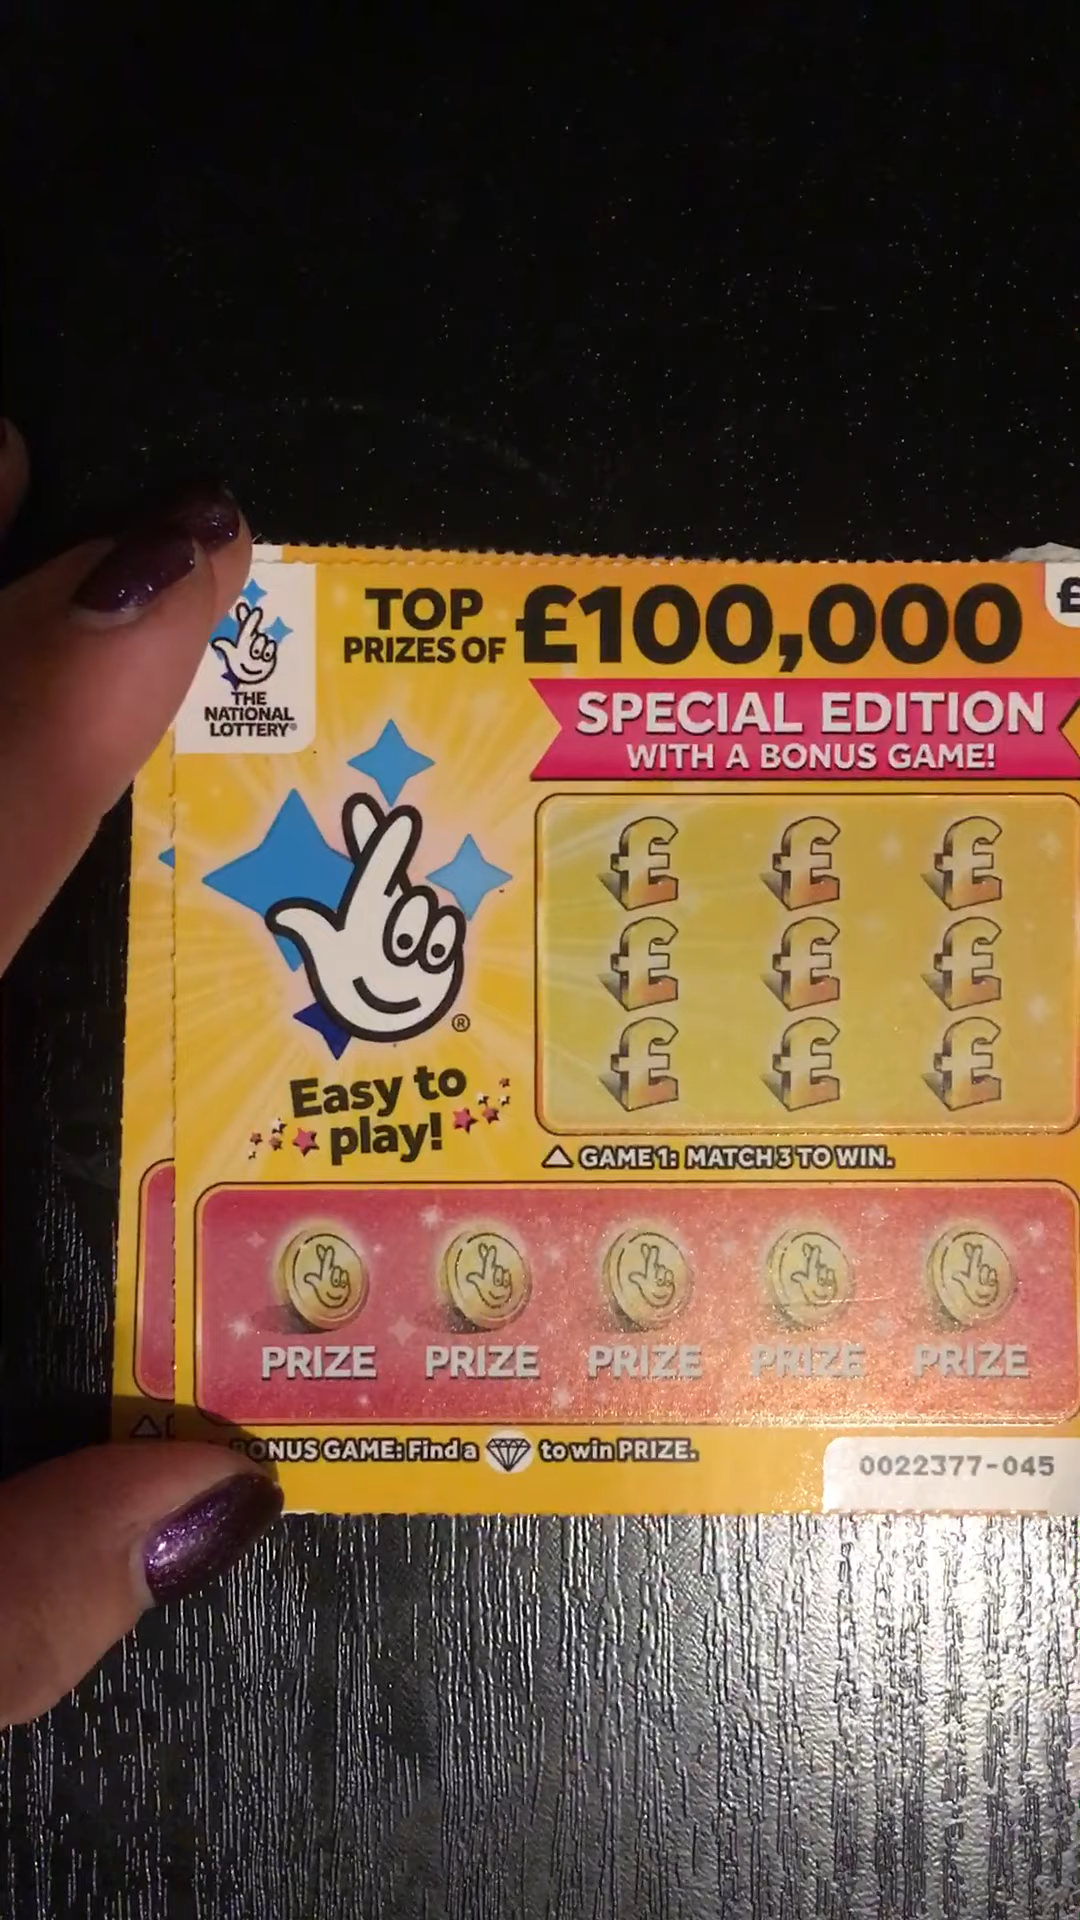 TOP
PRIZES OF
£100,000
£
THE
NATIONAL
LOTTERY®
SPECIAL EDITION
WITH A BONUS GAME!
£ £ £
£ £ £
£ £ £
®
Easy to
play!
GAME 1: MATCH 3 TO WIN.
PRIZE PRIZE PRIZE PRIZE PRIZE
BONUS GAME: Find a to win PRIZE.
0022377-045